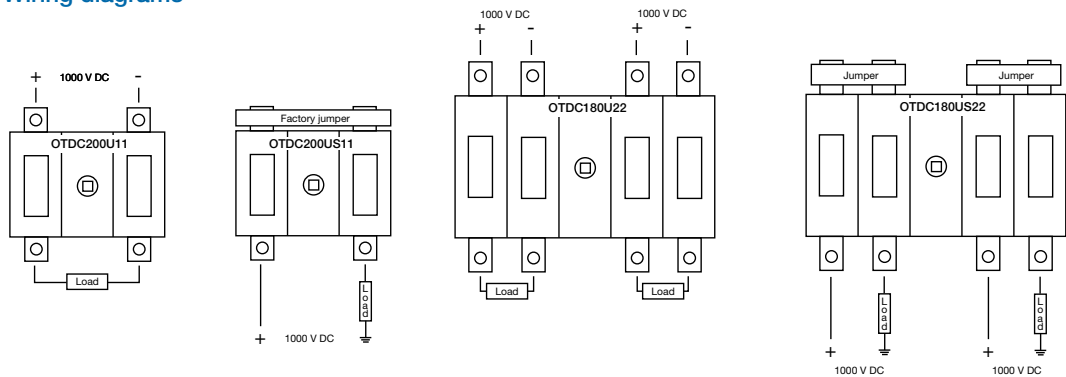 Wiring diagrams
1000 V DC
+ -
OTDC200U11
Load
Factory jumper
OTDC200US11
Load
+ 1000 V DC
1000 V DC 1000 V DC
+ - + -
OTDC180U22
Load Load
Jumper Jumper
OTDC180US22
Load Load
+ +
1000 V DC 1000 V DC